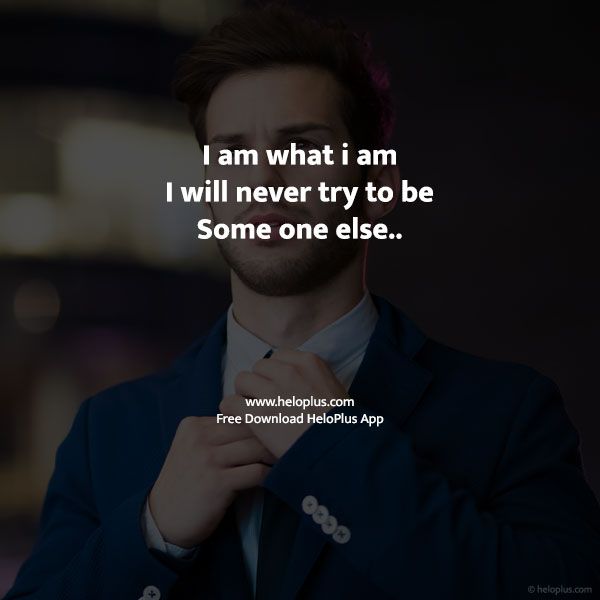 I am what i am
I will never try to be
Some one else..
www.heloplus.com
Free Download HeloPlus App
© heloplus.com